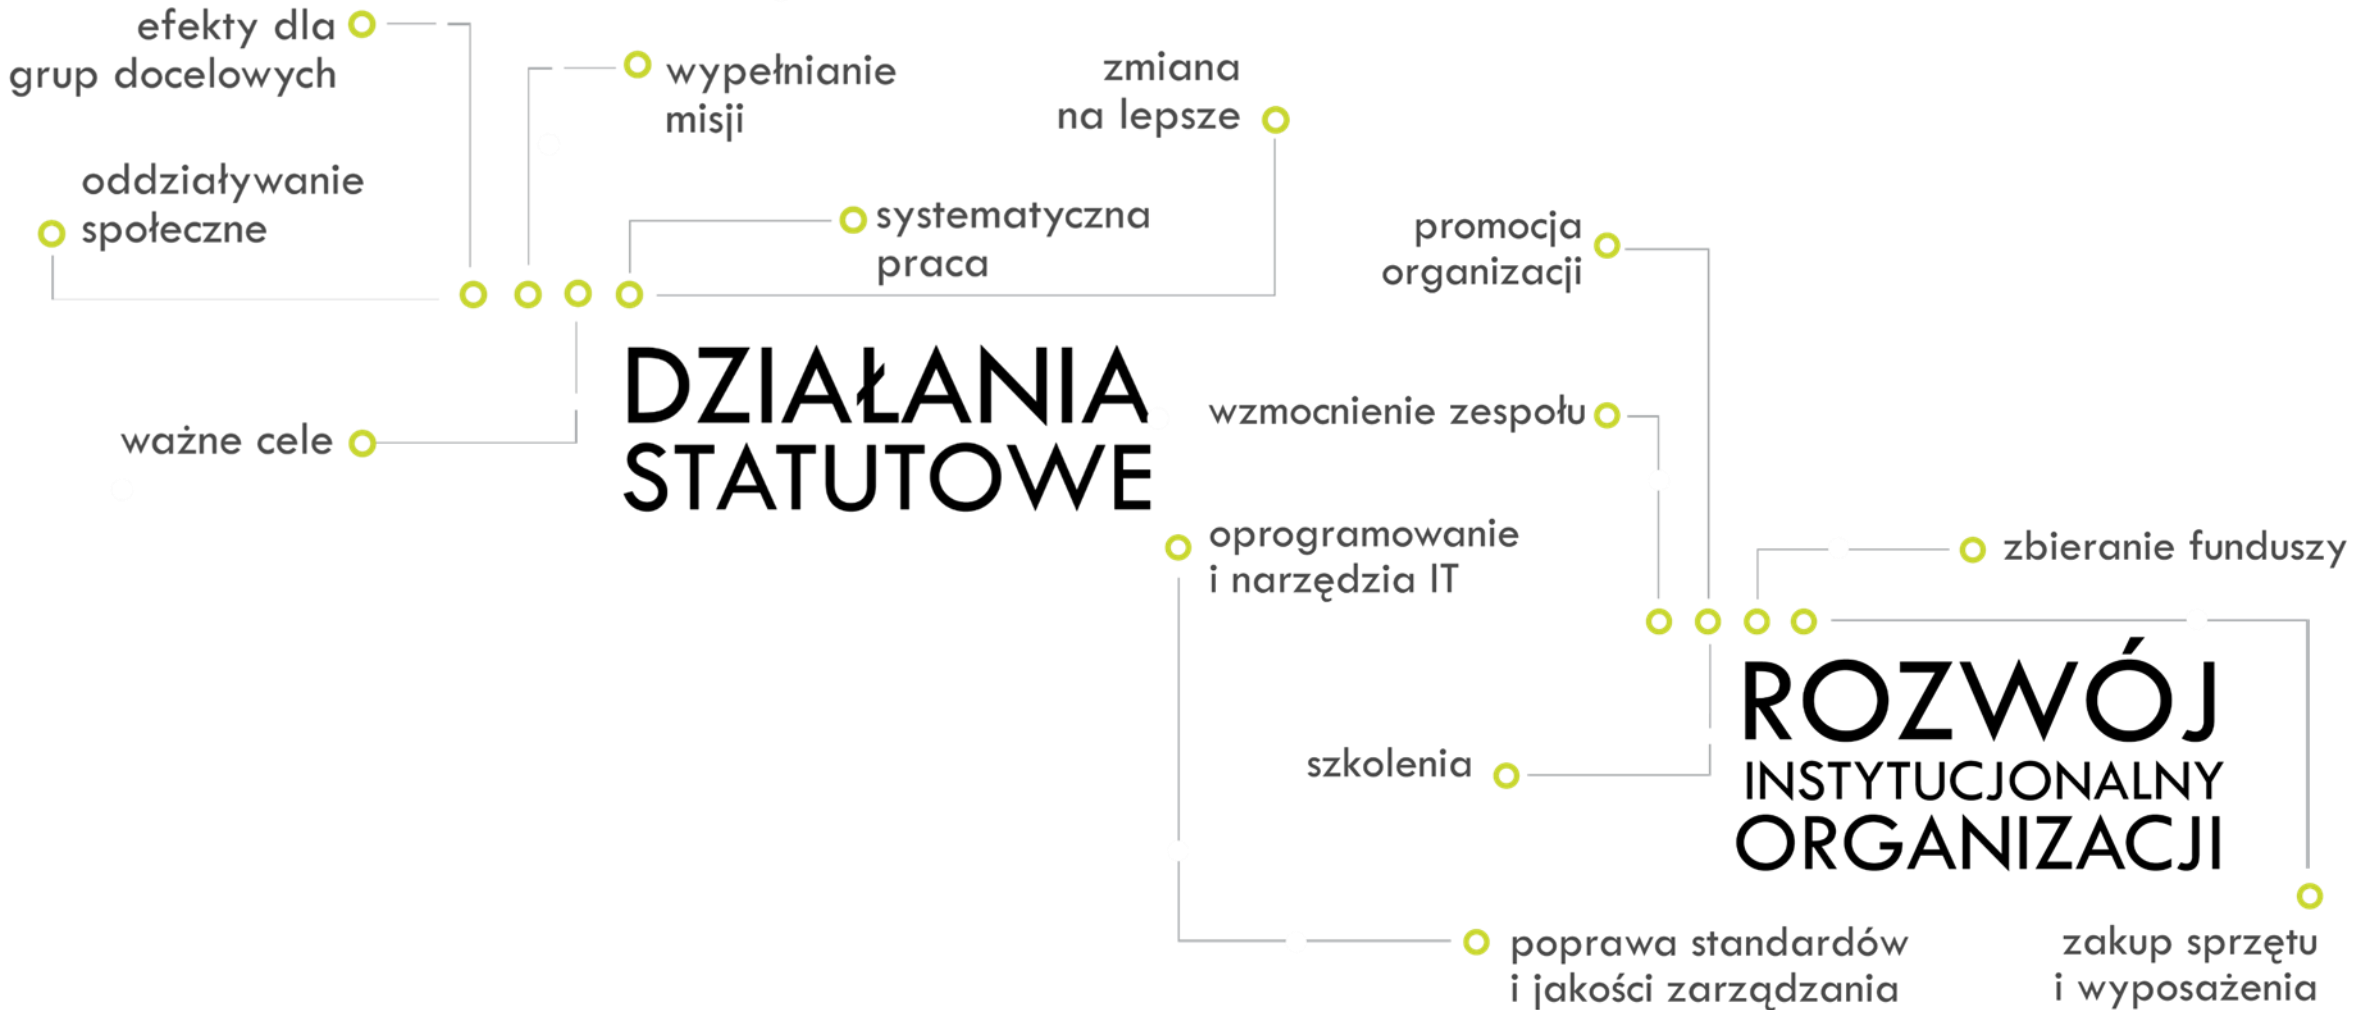 efekty dla
grup docelowych
wypełnianie
misji
zmiana
na lepsze
oddziaływanie
społeczne
systematyczna
praca
promocja
organizacji
DZIAŁANIA
STATUTOWE
ważne cele
wzmocnienie zespołu
oprogramowanie
i narzędzia IT
zbieranie funduszy
ROZWÓJ
INSTYTUCJONALNY
ORGANIZACJI
szkolenia
poprawa standardów
i jakości zarządzania
zakup sprzętu
i wyposażenia